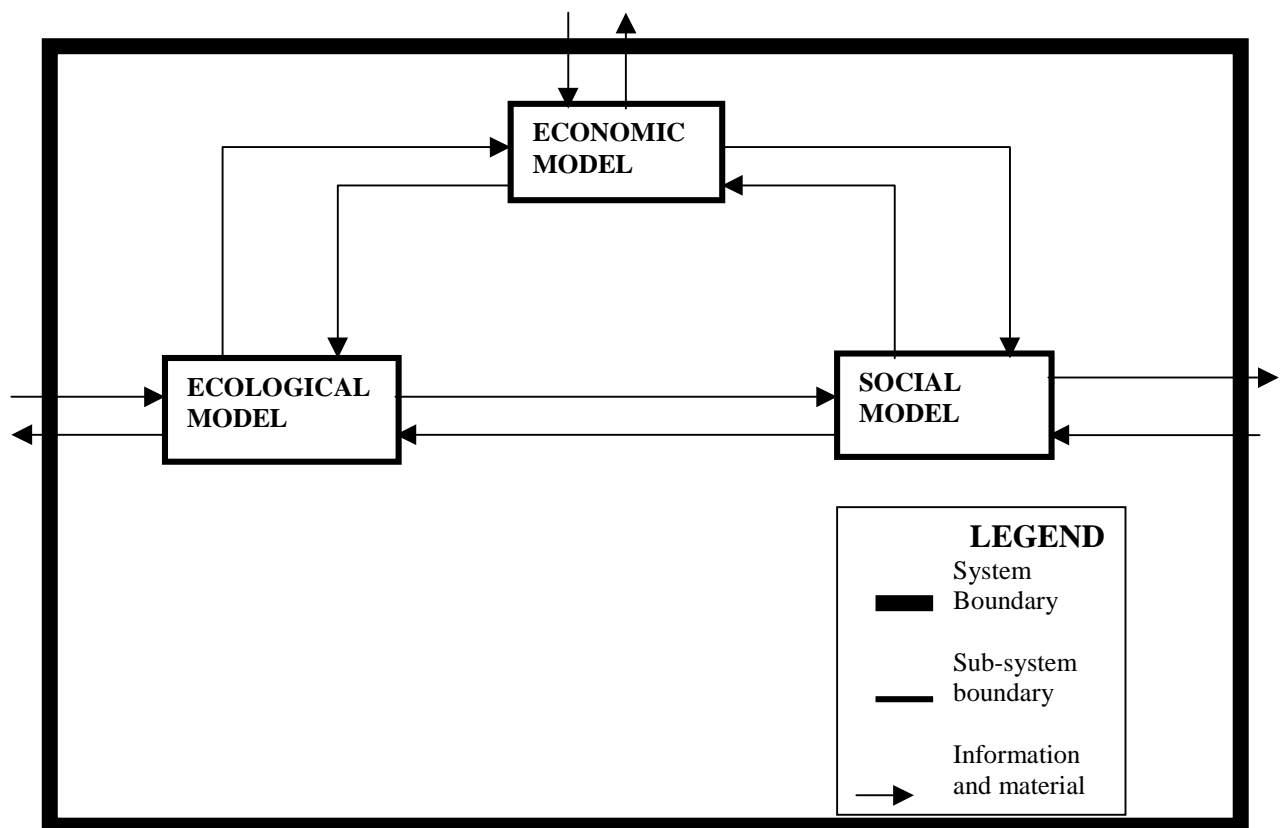 ECONOMIC
MODEL
ECOLOGICAL
MODEL
SOCIAL
MODEL
LEGEND
System
Boundary
Sub-system
boundary
Information
and material